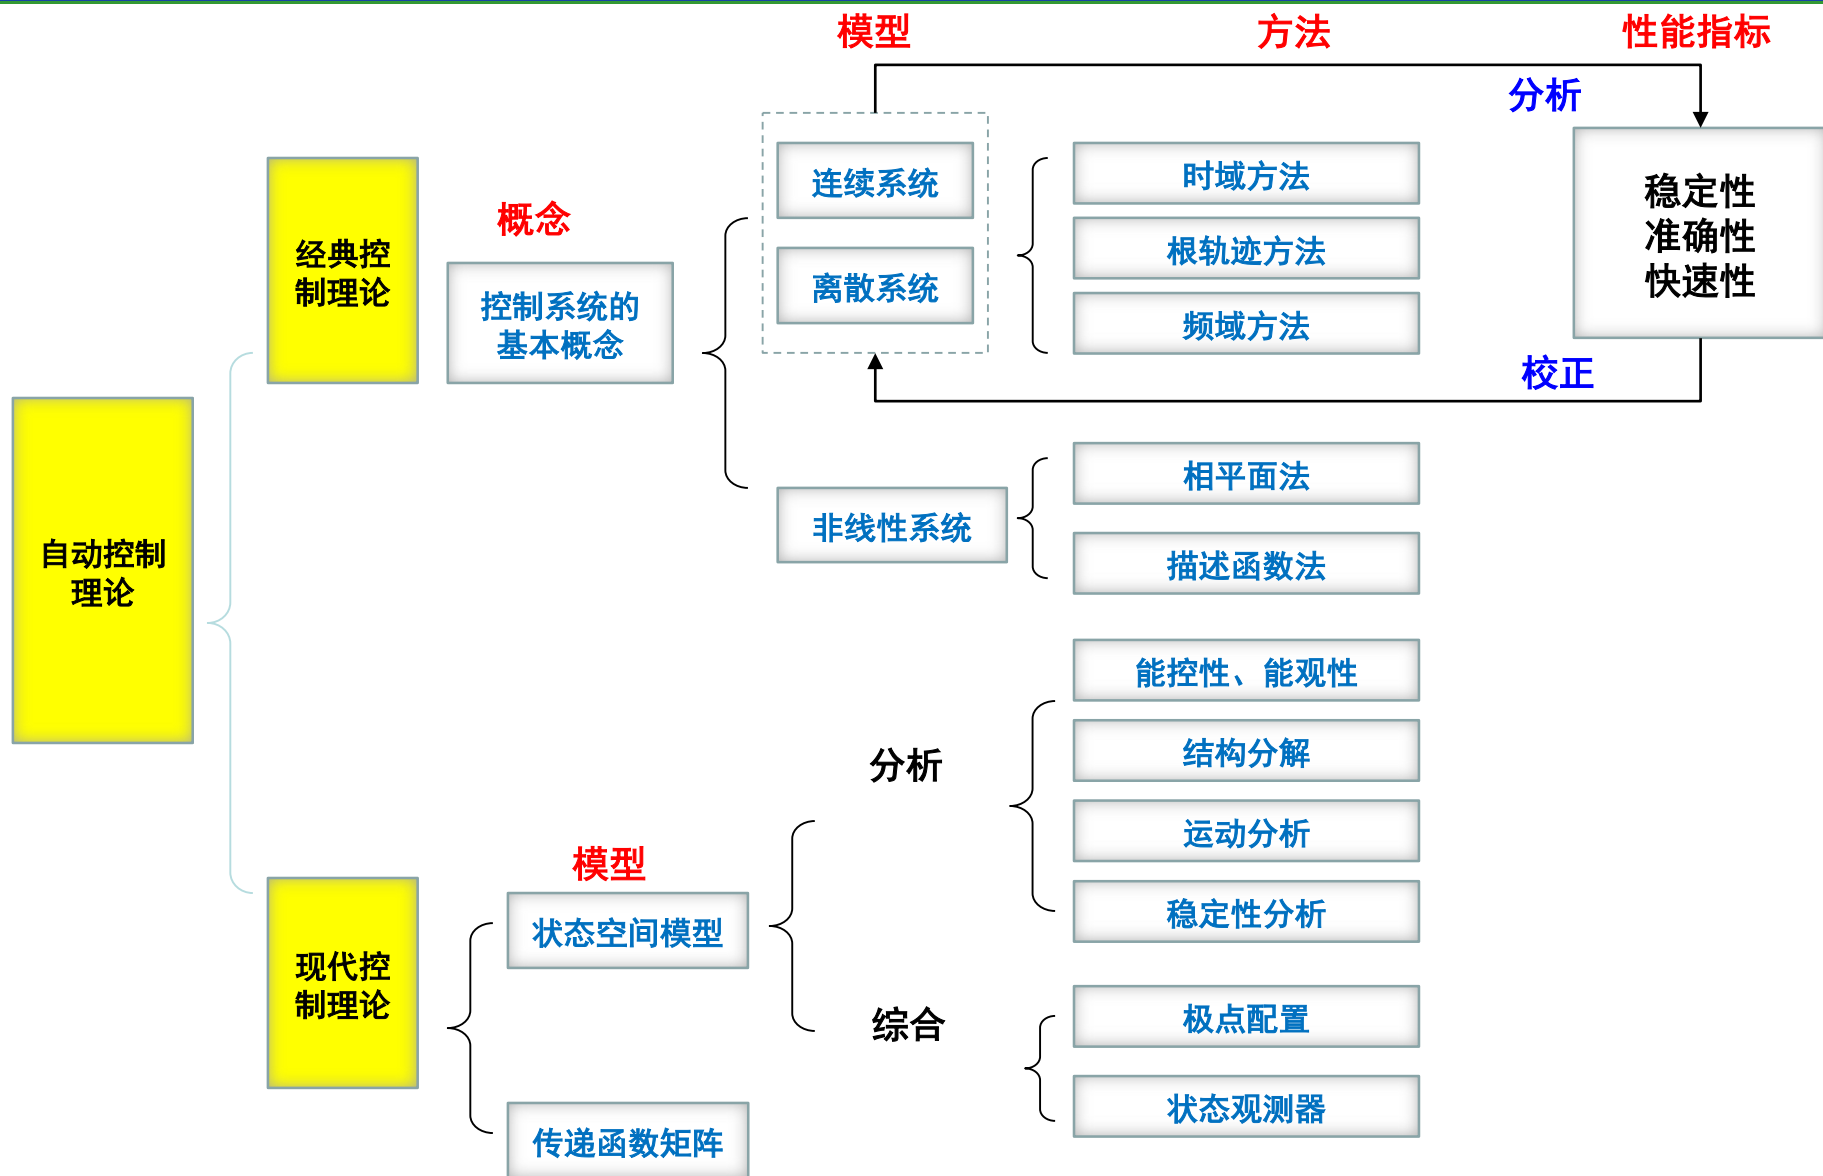 模型
方法
性能指标
分析
连续系统
时域方法
经典控
制理论
概念
稳定性
准确性
快速性
根轨迹方法
控制系统的
基本概念
离散系统
频域方法
校正
自动控制
理论
非线性系统
相平面法
描述函数法
能控性、能观性
分析
结构分解
运动分析
模型
稳定性分析
现代控
制理论
状态空间模型
综合
极点配置
状态观测器
传递函数矩阵